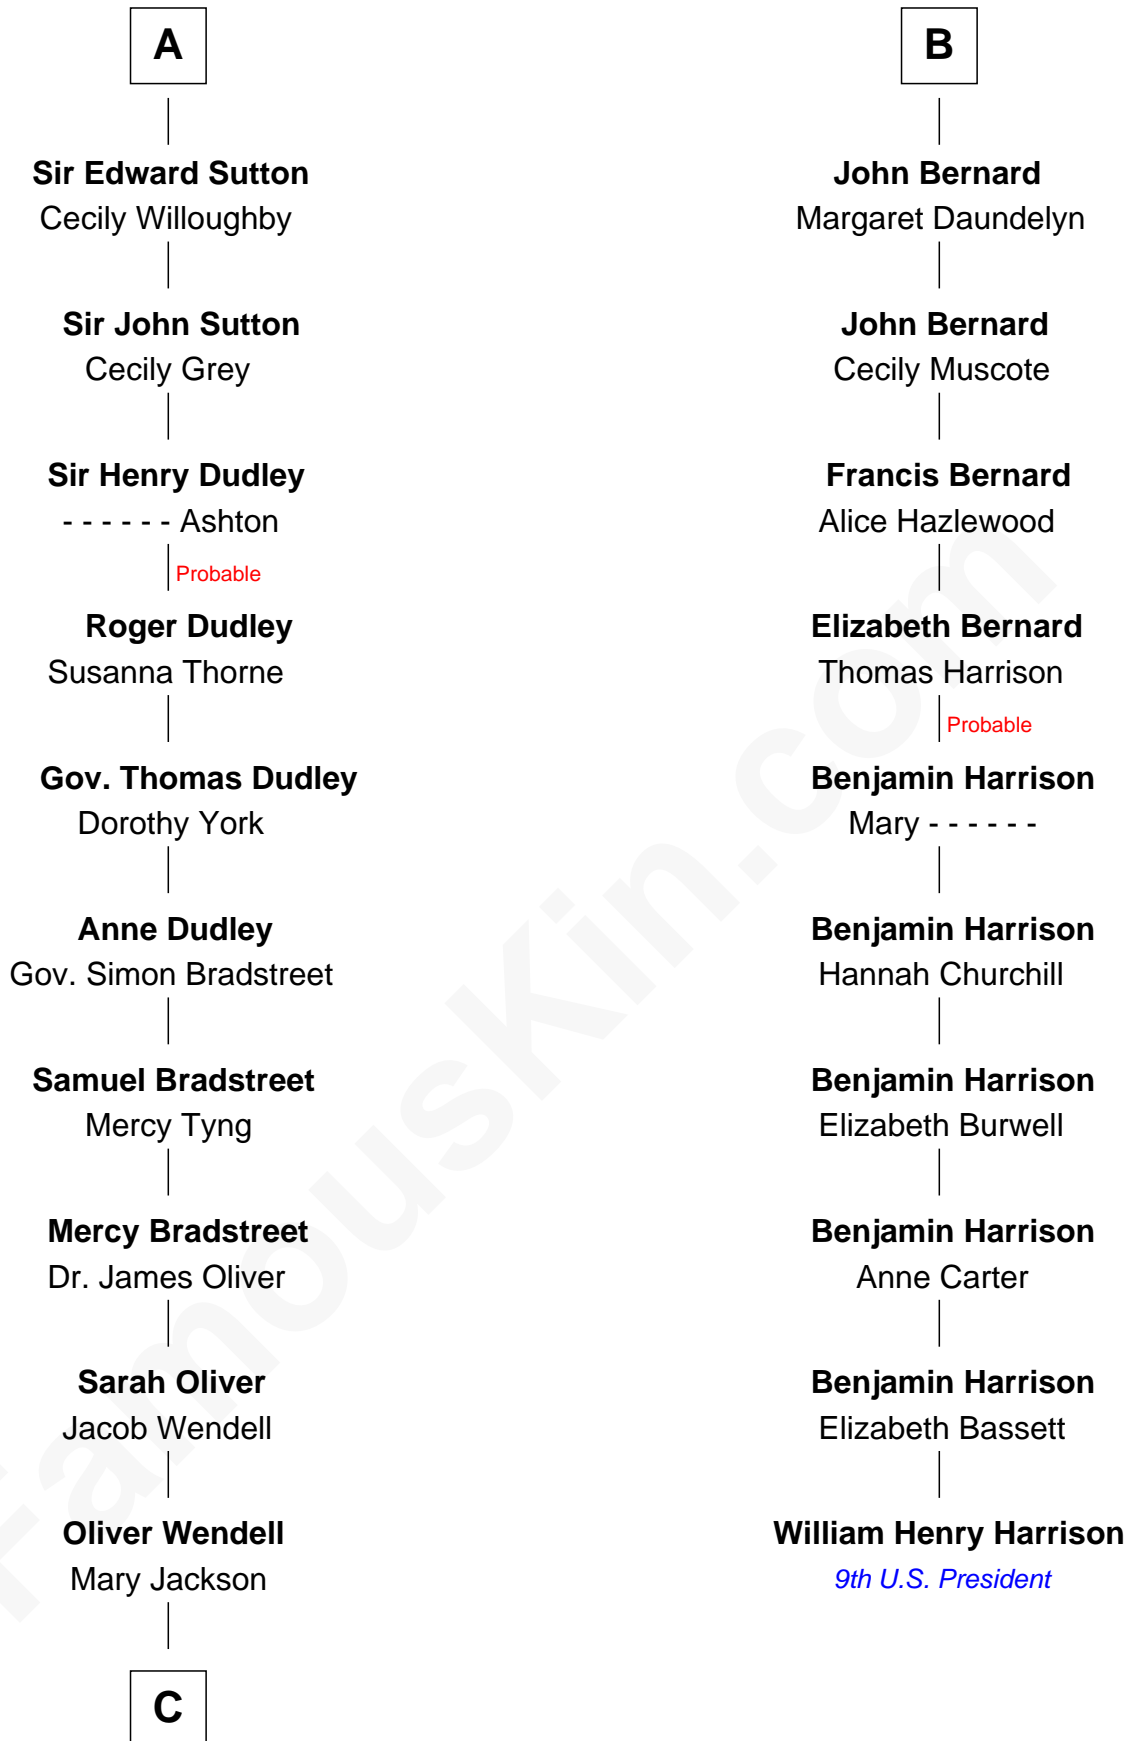 A
Sir Edward Sutton
Cecily Willoughby
Sir John Sutton
Cecily Grey
Sir Henry Dudley
- - - - - - Ashton
Probable
Roger Dudley
Susanna Thorne
Gov. Thomas Dudley
Dorothy York
Anne Dudley
Gov. Simon Bradstreet
Samuel Bradstreet
Mercy Tyng
Mercy Bradstreet
Dr. James Oliver
Sarah Oliver
Jacob Wendell
Oliver Wendell
Mary Jackson
C
B
John Bernard
Margaret Daundelyn
John Bernard
Cecily Muscote
Francis Bernard
Alice Hazlewood
Elizabeth Bernard
Thomas Harrison
Probable
Benjamin Harrison
Mary - - - - - -
Benjamin Harrison
Hannah Churchill
Benjamin Harrison
Elizabeth Burwell
Benjamin Harrison
Anne Carter
Benjamin Harrison
Elizabeth Bassett
William Henry Harrison
9th U.S. President
FamousKin.com